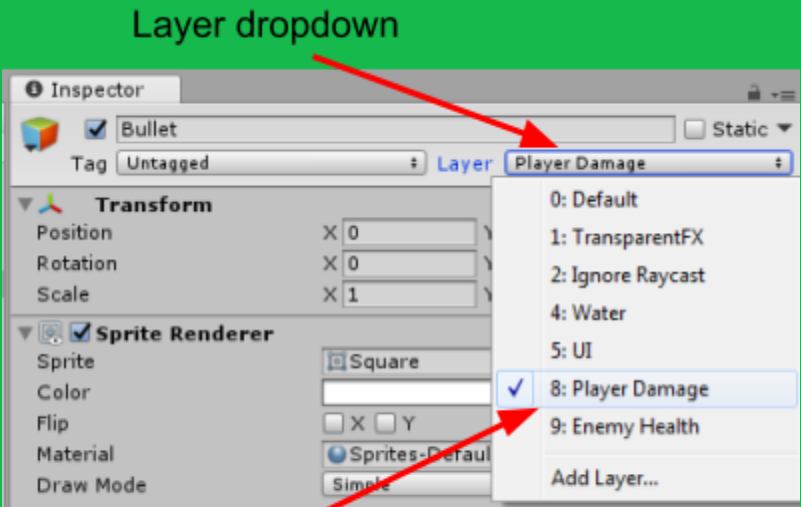 Layer dropdown
Inspector
Bullet Static
Tag Untagged Layer Player Damage
Transform
Position X 0
Rotation X 0
Scale X 1
Sprite Renderer
Sprite Square
Color
Flip X Y
Material Sprites-Defaul
Draw Mode Simple
0: Default
1: TransparentFX
2: Ignore Raycast
4: Water
5: UI
8: Player Damage
9: Enemy Health
Add Layer...